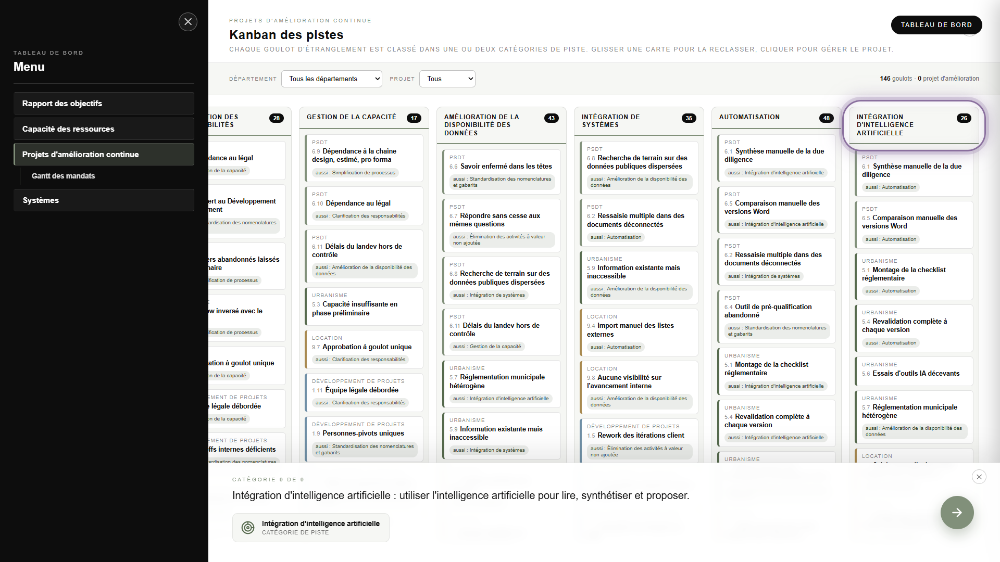 TABLEAU DE BORD
Menu
Rapport des objectifs
Capacité des ressources
Projets d'amélioration continue
Gantt des mandats
Systèmes
PROJETS D'AMÉLIORATION CONTINUE
Kanban des pistes
CHAQUE GOULOT D'ÉTRANGLEMENT EST CLASSÉ DANS UNE OU DEUX CATÉGORIES DE PISTE. GLISSER UNE CARTE POUR LA RECLASSER, CLIQUER POUR GÉRER LE PROJET.
TABLEAU DE BORD
DÉPARTEMENT
Tous les départements
PROJET
Tous
146 goulots · 0 projet d'amélioration
28
dance au légal
n de la capacité
ert au Développement
ment
ardisation des nomenclatures
ers abandonnés laissés
naire
ification de processus
ow inversé avec le
ification de processus
ation à goulot unique
n de la capacité
EMENT DE PROJETS
e légale débordée
n de la capacité
EMENT DE PROJETS
ffs internes déficients
ardisation des nomenclatures
GESTION DE LA CAPACITÉ
17
PSDT
6.9 Dépendance à la chaîne
design, estimé, pro forma
aussi : Simplification de processus
PSDT
6.10 Dépendance au légal
aussi : Clarification des responsabilités
PSDT
6.11 Délais du landev hors de
contrôle
aussi : Amélioration de la disponibilité des
données
URBANISME
5.3 Capacité insuffisante en
phase préliminaire
LOCATION
9.7 Approbation à goulot unique
aussi : Clarification des responsabilités
DÉVELOPPEMENT DE PROJETS
1.11 Équipe légale débordée
aussi : Clarification des responsabilités
DÉVELOPPEMENT DE PROJETS
1.9 Personnes-pivots uniques
aussi : Standardisation des nomenclatures
et gabarits
AMÉLIORATION DE LA
DISPONIBILITÉ DES
DONNÉES
43
PSDT
6.6 Savoir enfermé dans les têtes
aussi : Standardisation des nomenclatures
et gabarits
PSDT
6.7 Répondre sans cesse aux
mêmes questions
aussi : Élimination des activités à valeur
non ajoutée
PSDT
6.8 Recherche de terrain sur des
données publiques dispersées
aussi : Intégration de systèmes
PSDT
6.11 Délais du landev hors de
contrôle
aussi : Gestion de la capacité
URBANISME
5.7 Réglementation municipale
hétérogène
aussi : Intégration d'intelligence artificielle
URBANISME
5.9 Information existante mais
inaccessible
aussi : Intégration de systèmes
INTÉGRATION DE
SYSTÈMES
35
PSDT
6.8 Recherche de terrain sur des
données publiques dispersées
aussi : Amélioration de la disponibilité des
données
PSDT
6.2 Ressaisie multiple dans des
documents déconnectés
aussi : Automatisation
URBANISME
5.9 Information existante mais
inaccessible
aussi : Amélioration de la disponibilité des
données
LOCATION
9.4 Import manuel des listes
externes
aussi : Automatisation
LOCATION
9.8 Aucune visibilité sur
l'avancement interne
aussi : Amélioration de la disponibilité des
données
DÉVELOPPEMENT DE PROJETS
1.5 Rework des itérations client
aussi : Élimination des activités à valeur
non ajoutée
AUTOMATISATION
48
PSDT
6.1 Synthèse manuelle de la due
diligence
aussi : Intégration d'intelligence artificielle
PSDT
6.5 Comparaison manuelle des
versions Word
aussi : Intégration d'intelligence artificielle
PSDT
6.2 Ressaisie multiple dans des
documents déconnectés
aussi : Intégration de systèmes
PSDT
6.4 Outil de pré-qualification
abandonné
aussi : Standardisation des nomenclatures
et gabarits
URBANISME
5.1 Montage de la checklist
réglementaire
aussi : Intégration d'intelligence artificielle
URBANISME
5.4 Revalidation complète à
chaque version
aussi : Intégration d'intelligence artificielle
URBANISME
INTÉGRATION
D'INTELLIGENCE
ARTIFICIELLE
26
PSDT
6.1 Synthèse manuelle de la due
diligence
aussi : Automatisation
PSDT
6.5 Comparaison manuelle des
versions Word
aussi : Automatisation
URBANISME
5.1 Montage de la checklist
réglementaire
aussi : Automatisation
URBANISME
5.4 Revalidation complète à
chaque version
aussi : Automatisation
URBANISME
5.6 Essais d'outils IA décevants
URBANISME
5.7 Réglementation municipale
hétérogène
aussi : Amélioration de la disponibilité des
données
LOCATION
CATÉGORIE 9 DE 9
Intégration d'intelligence artificielle : utiliser l'intelligence artificielle pour lire, synthétiser et proposer.
Intégration d'intelligence artificielle
CATÉGORIE DE PISTE